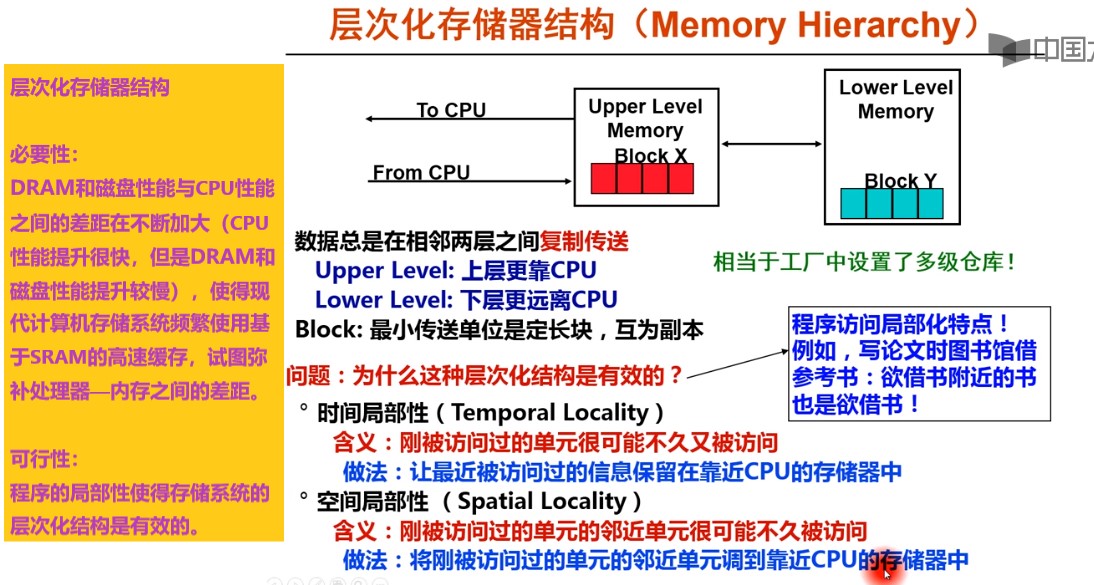 层次化存储器结构（Memory Hierarchy）
中国大
层次化存储器结构
必要性：
DRAM和磁盘性能与CPU性能
之间的差距在不断加大（CPU
性能提升很快，但是DRAM和
磁盘性能提升较慢），使得现
代计算机存储系统频繁使用基
于SRAM的高速缓存，试图弥
补处理器—内存之间的差距。
可行性：
程序的局部性使得存储系统的
层次化结构是有效的。
To CPU
From CPU
Upper Level
Memory
Block X
Lower Level
Memory
Block Y
数据总是在相邻两层之间复制传送
Upper Level: 上层更靠CPU
Lower Level: 下层更远离CPU
Block: 最小传送单位是定长块，互为副本
相当于工厂中设置了多级仓库！
问题：为什么这种层次化结构是有效的？
程序访问局部化特点！
例如，写论文时图书馆借
参考书：欲借书附近的书
也是欲借书！
° 时间局部性（Temporal Locality）
含义：刚被访问过的单元很可能不久又被访问
做法：让最近被访问过的信息保留在靠近CPU的存储器中
° 空间局部性 （Spatial Locality）
含义：刚被访问过的单元的邻近单元很可能不久被访问
做法：将刚被访问过的单元的邻近单元调到靠近CPU的存储器中